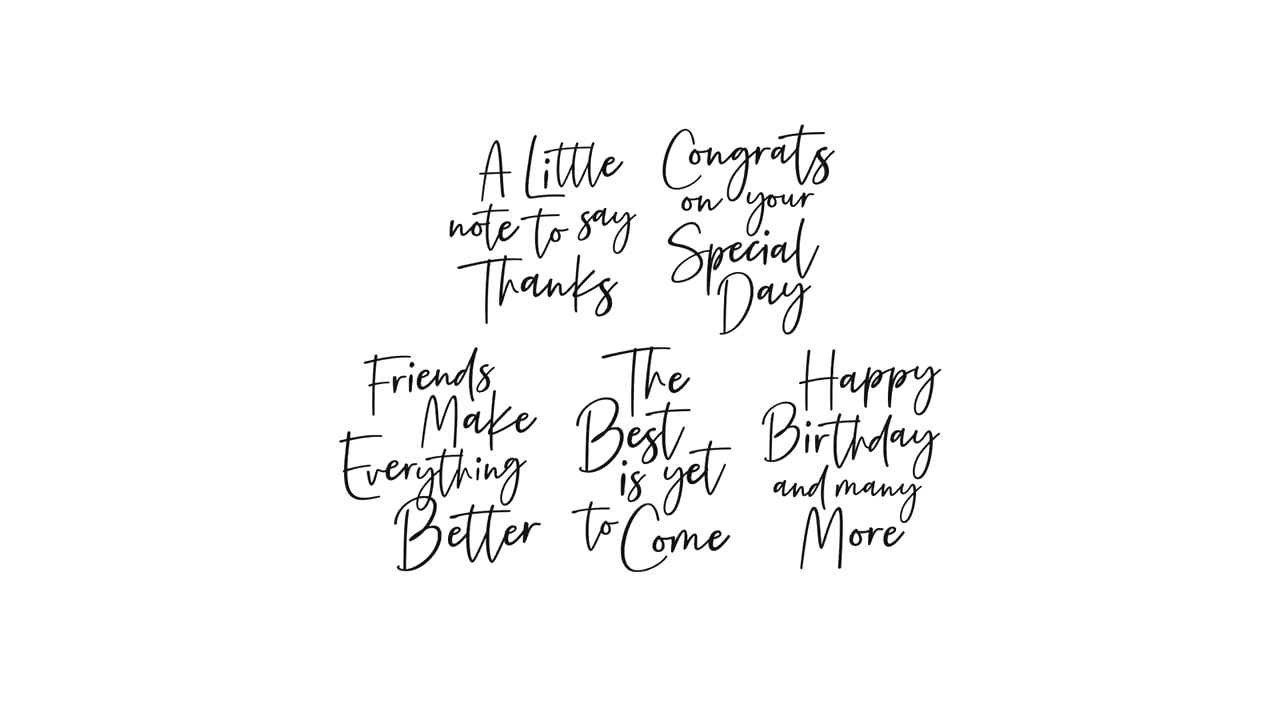 A Little
note to say
Thanks
Congrats
on your
Special
Day
Friends
Make
Everything
Better
The
Best
is yet
to Come
Happy
Birthday
and many
More